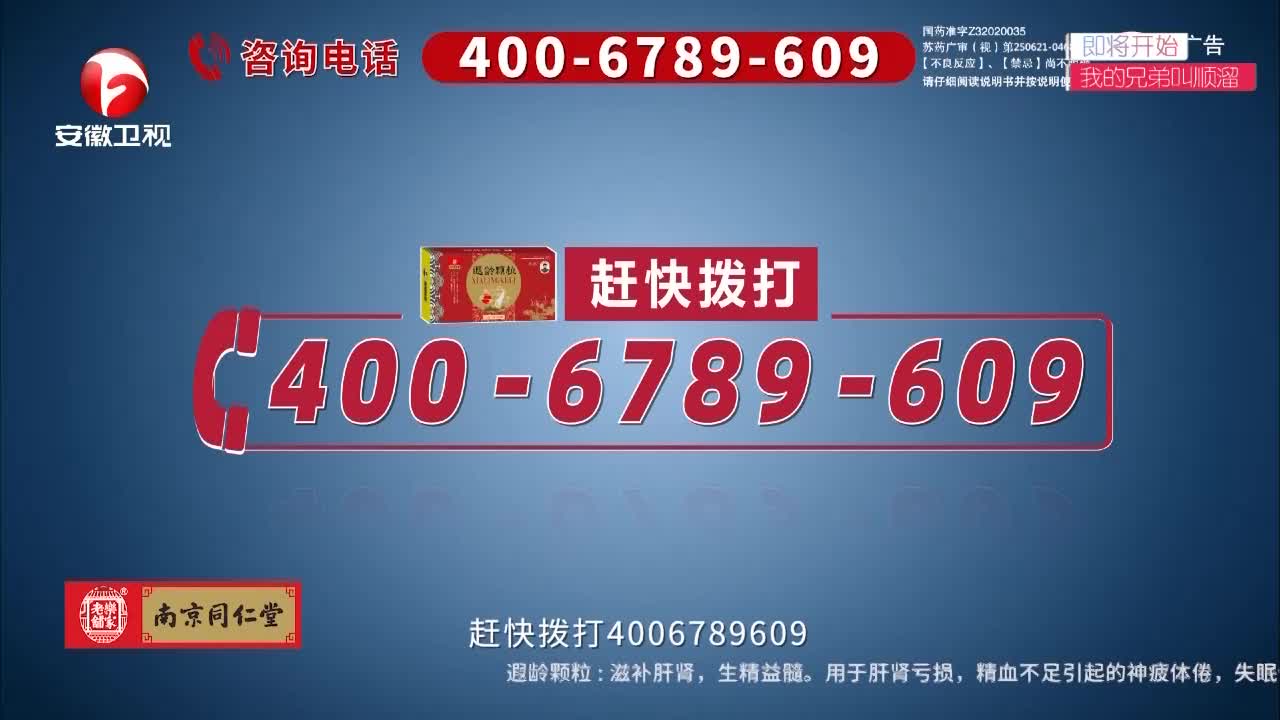 咨询电话 400-6789-609
国药准字Z32020035
苏药广审（视）第250621-046
【不良反应】、【禁忌】尚不
请仔细阅读说明书并按说明使
即将开始
广告
我的兄弟叫顺溜
安徽卫视
遐龄颗粒
赶快拨打
400-6789-609
老樂家舖
南京同仁堂
赶快拨打4006789609
遐龄颗粒：滋补肝肾，生精益髓。用于肝肾亏损，精血不足引起的神疲体倦，失眠